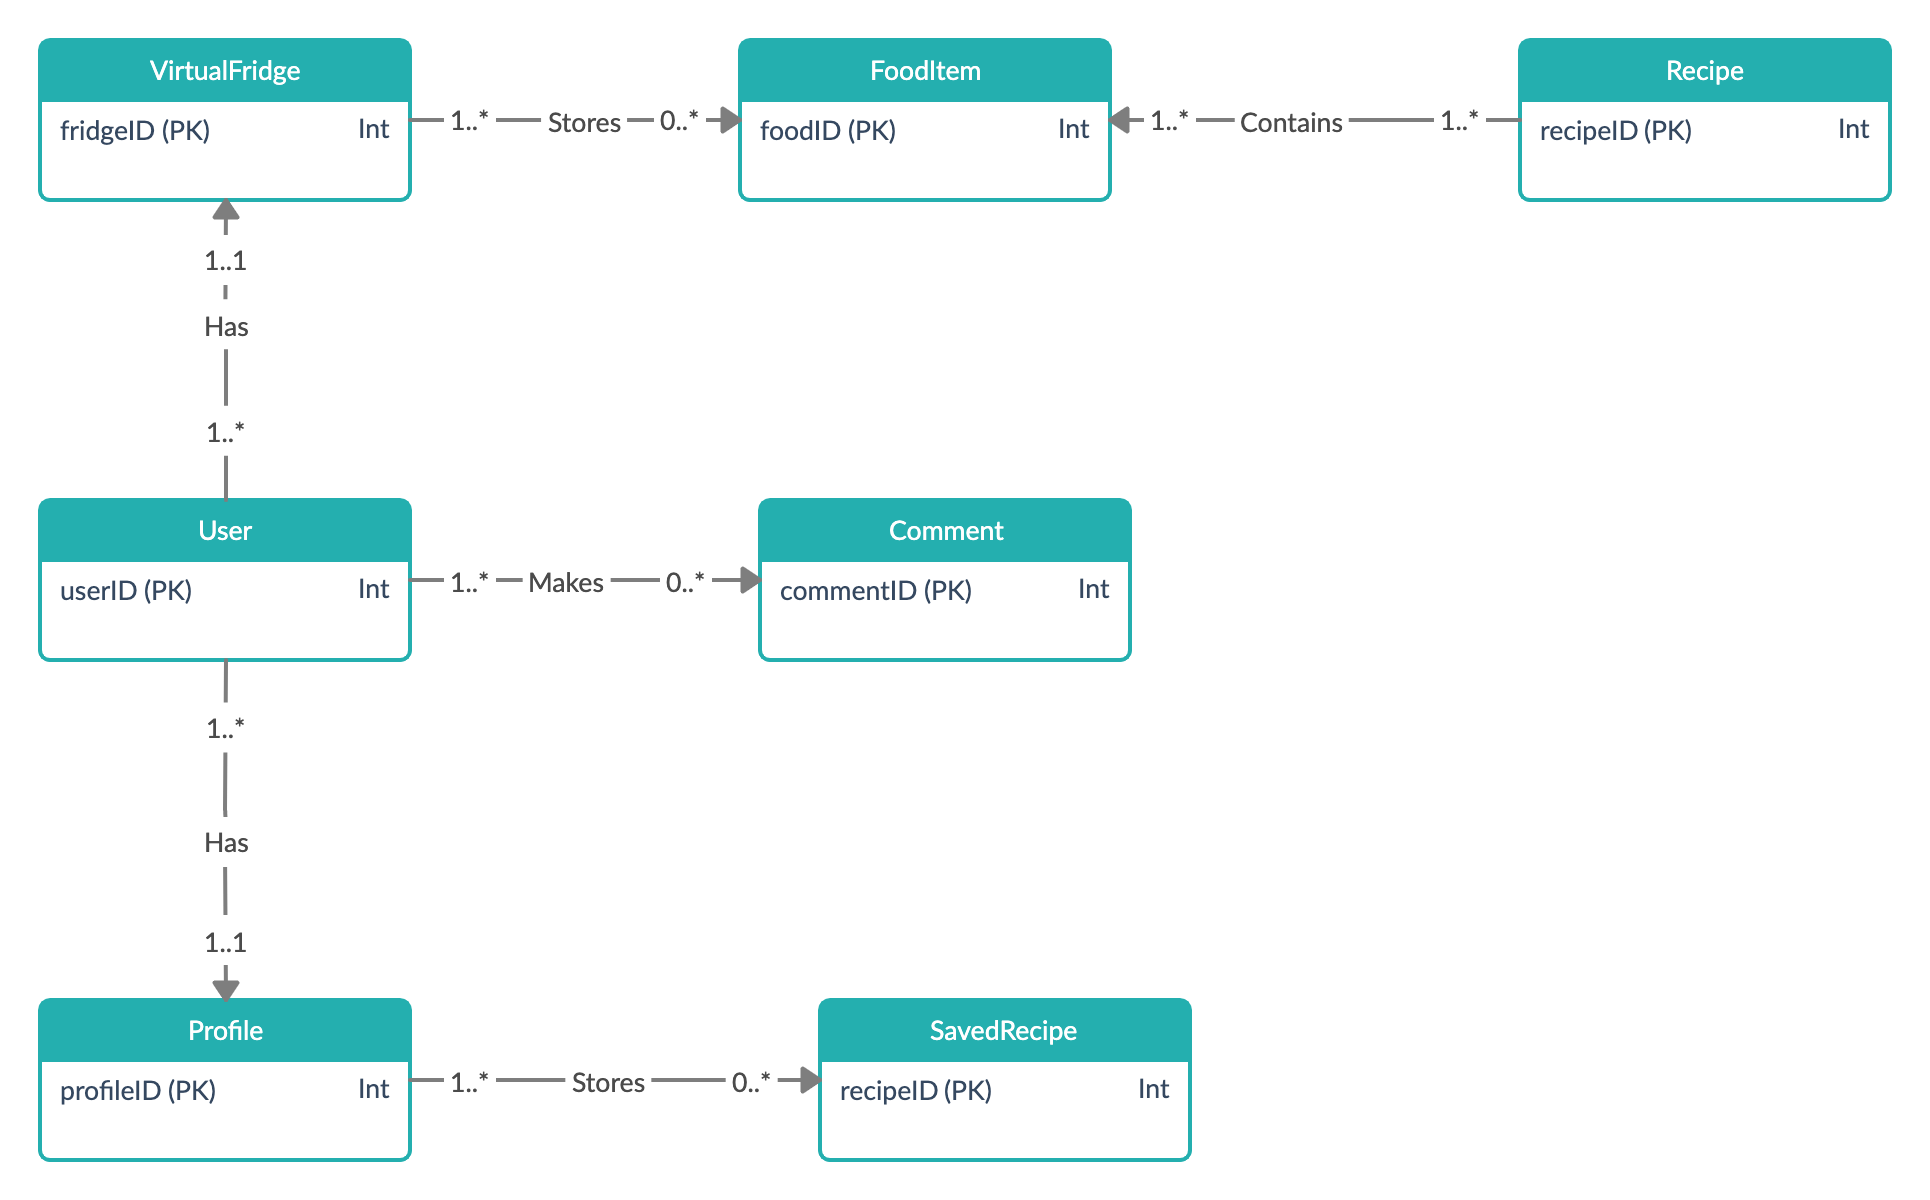 VirtualFridge
fridgeID (PK) Int
1..* Stores 0..*
FoodItem
foodID (PK) Int
1..* Contains 1..*
Recipe
recipeID (PK) Int
1..1
Has
1..*
User
userID (PK) Int
1..* Makes 0..*
Comment
commentID (PK) Int
1..*
Has
1..1
Profile
profileID (PK) Int
1..* Stores 0..*
SavedRecipe
recipeID (PK) Int